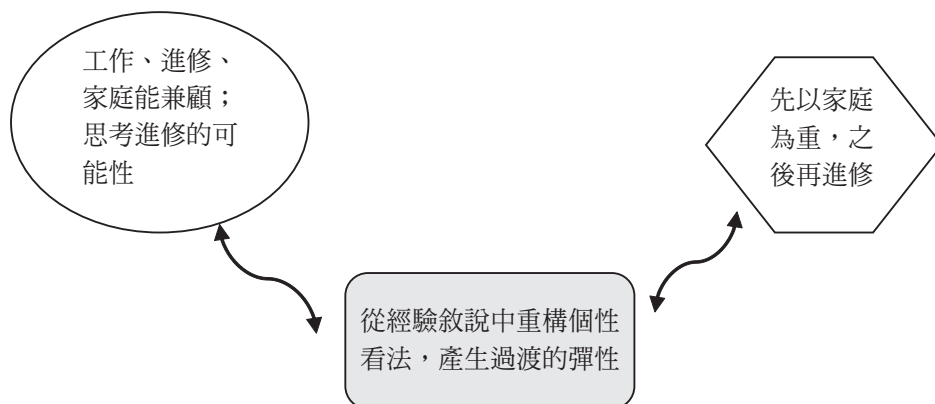 工作、進修、
家庭能兼顧；
思考進修的可
能性
先以家庭
為重，之
後再進修
從經驗敘說中重構個性
看法，產生過渡的彈性